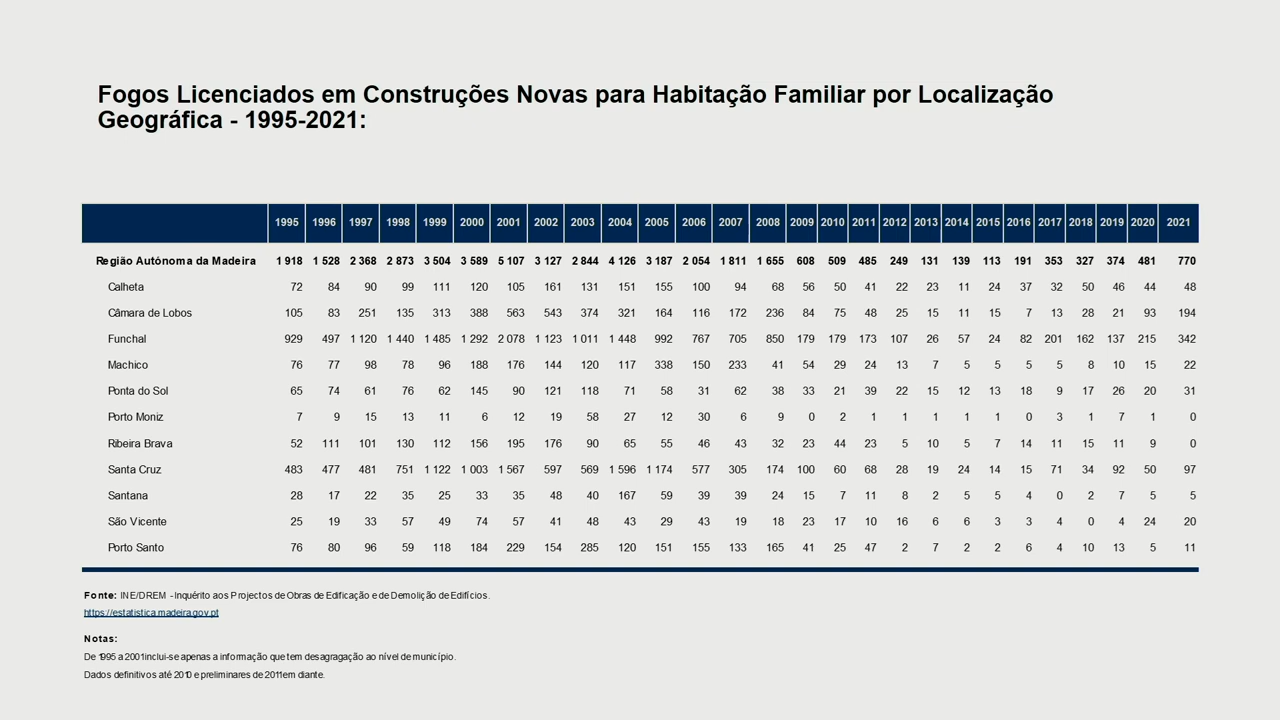 Fogos Licenciados em Construções Novas para Habitação Familiar por Localização
Geográfica - 1995-2021:
1995 1996 1997 1998 1999 2000 2001 2002 2003 2004 2005 2006 2007 2008 2009 2010 2011 2012 2013 2014 2015 2016 2017 2018 2019 2020 2021
Região Autónoma da Madeira 1 918 1 528 2 368 2 873 3 504 3 589 5 107 3 127 2 844 4 126 3 187 2 054 1 811 1 655 608 509 485 249 131 139 113 191 353 327 374 481 770
Calheta 72 84 90 99 111 120 105 161 131 151 155 100 94 68 56 50 41 22 23 11 24 37 32 50 46 44 48
Câmara de Lobos 105 83 251 135 313 388 563 543 374 321 164 116 172 236 84 75 48 25 15 11 15 7 13 28 21 93 194
Funchal 929 497 1 120 1 440 1 485 1 292 2 078 1 123 1 011 1 448 992 767 705 850 179 179 173 107 26 57 24 82 201 162 137 215 342
Machico 76 77 98 78 96 188 176 144 120 117 338 150 233 41 54 29 24 13 7 5 5 5 5 8 10 15 22
Ponta do Sol 65 74 61 76 62 145 90 121 118 71 58 31 62 38 33 21 39 22 15 12 13 18 9 17 26 20 31
Porto Moniz 7 9 15 13 11 6 12 19 58 27 12 30 6 9 0 2 1 1 1 1 1 0 3 1 7 1 0
Ribeira Brava 52 111 101 130 112 156 195 176 90 65 55 46 43 32 23 44 23 5 10 5 7 14 11 15 11 9 0
Santa Cruz 483 477 481 751 1 122 1 003 1 567 597 569 1 596 1 174 577 305 174 100 60 68 28 19 24 14 15 71 34 92 50 97
Santana 28 17 22 35 25 33 35 48 40 167 59 39 39 24 15 7 11 8 2 5 5 4 0 2 7 5 5
São Vicente 25 19 33 57 49 74 57 41 48 43 29 43 19 18 23 17 10 16 6 6 3 3 4 0 4 24 20
Porto Santo 76 80 96 59 118 184 229 154 285 120 151 155 133 165 41 25 47 2 7 2 2 6 4 10 13 5 11
Fonte: INE/DREM - Inquérito aos Projectos de Obras de Edificação e de Demolição de Edifícios.
https://estatistica.madeira.gov.pt
Notas:
De 1995 a 2001 inclui-se apenas a informação que tem desagragação ao nível de município.
Dados definitivos até 2010 e preliminares de 2011 em diante.